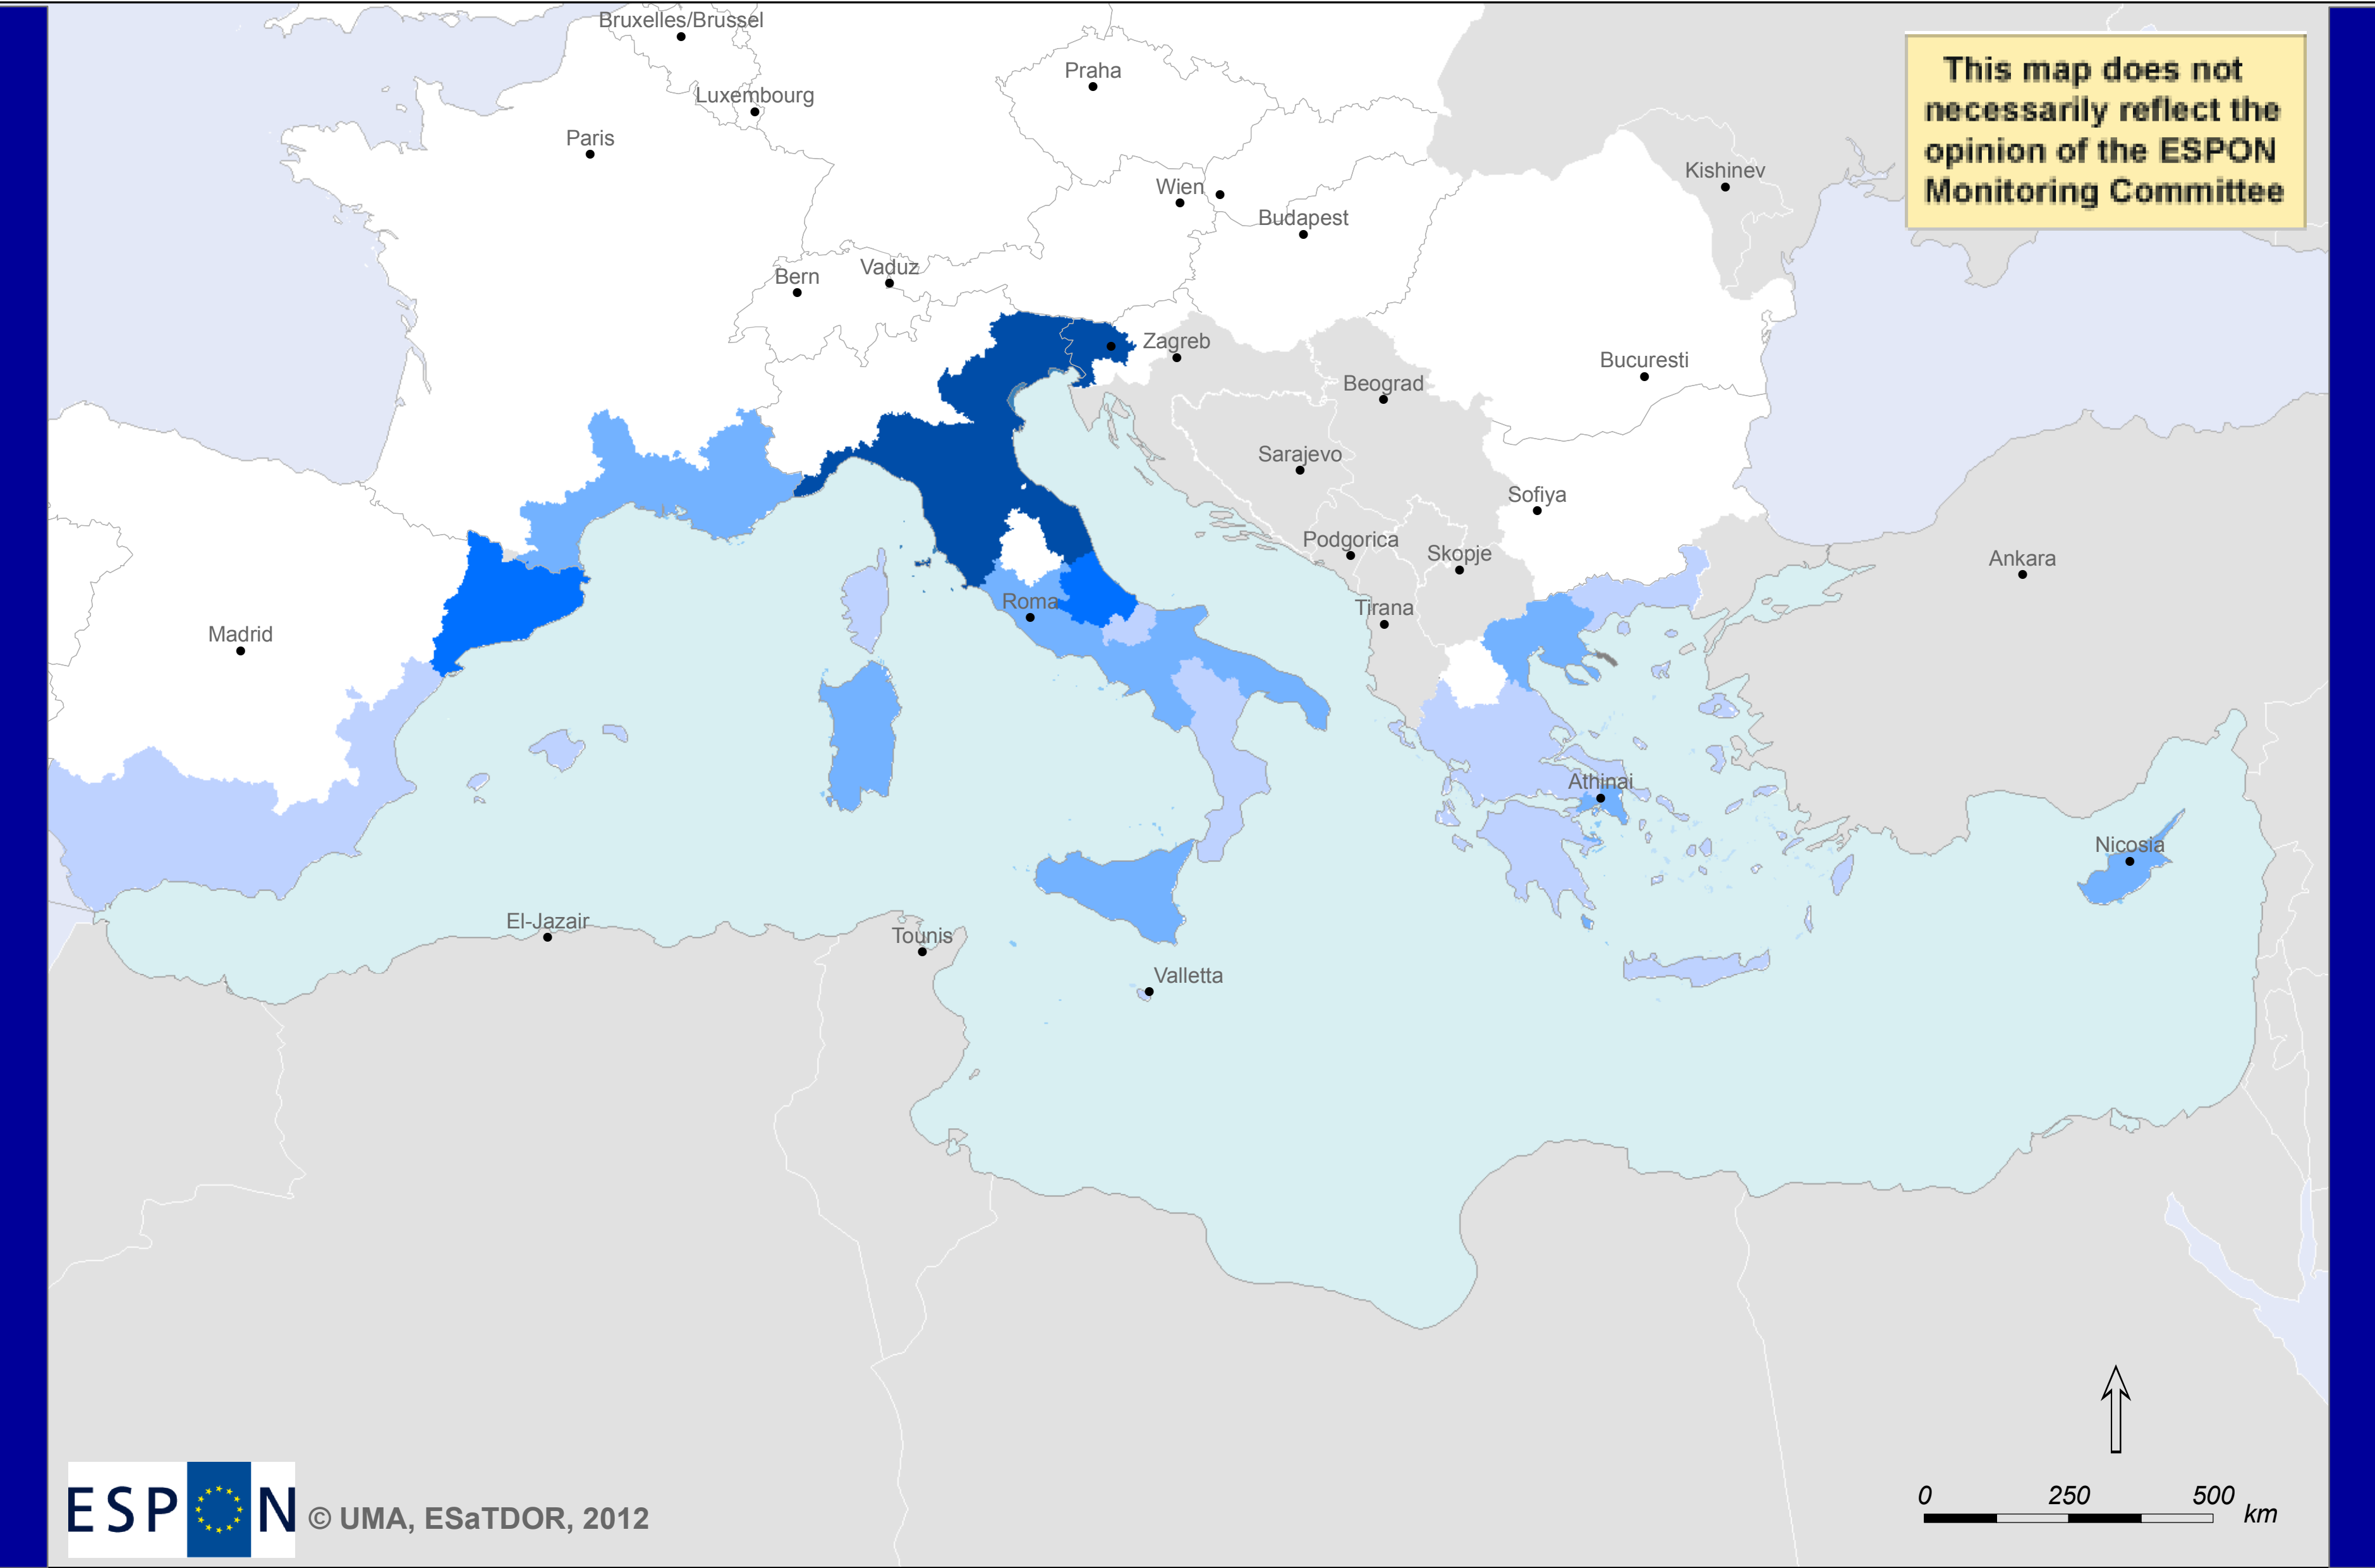 Bruxelles/Brussel
This map does not
necessarily reflect the
opinion of the ESPON
Monitoring Committee
Praha
Luxembourg
Paris
Kishinev
Wien
Budapest
Vaduz
Bern
Zagreb
Bucuresti
Beograd
Sarajevo
Sofiya
Podgorica
Skopje
Ankara
Roma
Tirana
Madrid
Athinai
Nicosia
El-Jazair
Tounis
Valletta
ESPON
© UMA, ESaTDOR, 2012
0 250 500
km